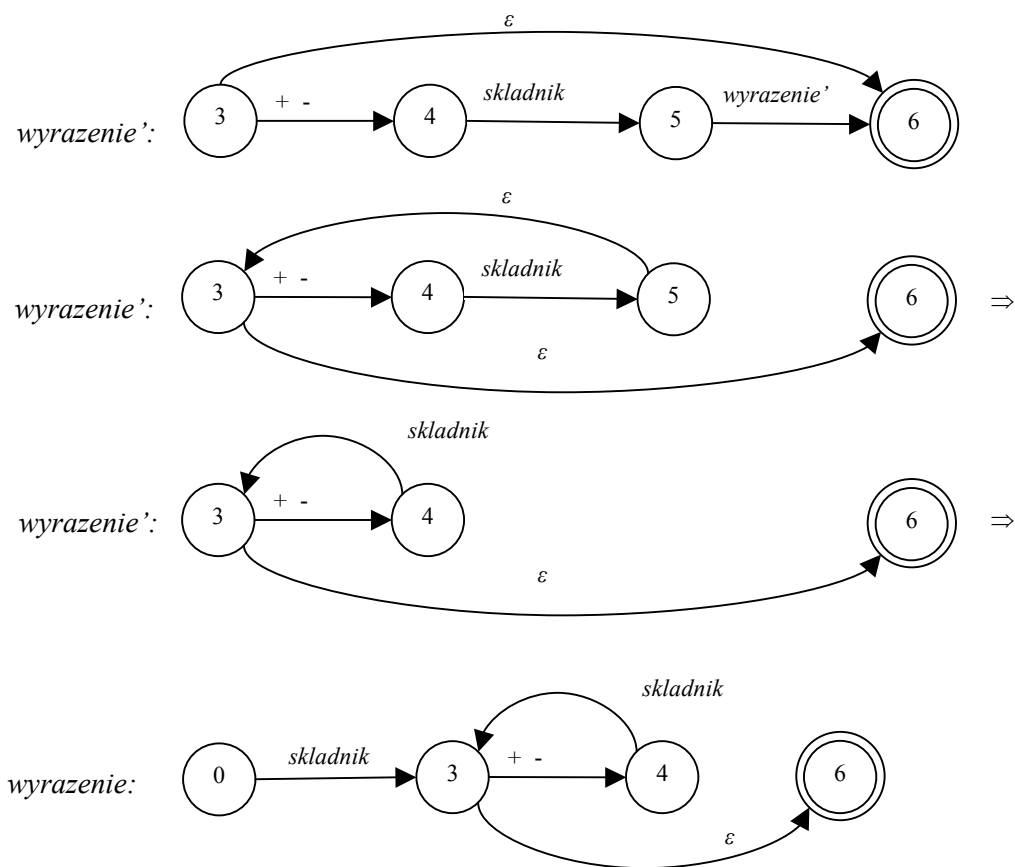 ε
wyrazenie’: 3 + - 4 skladnik 5 wyrazenie’ 6
ε
wyrazenie’: 3 + - 4 skladnik 5 6 ⇒
ε
skladnik
wyrazenie’: 3 + - 4 6 ⇒
ε
skladnik
wyrazenie: 0 skladnik 3 + - 4 6
ε